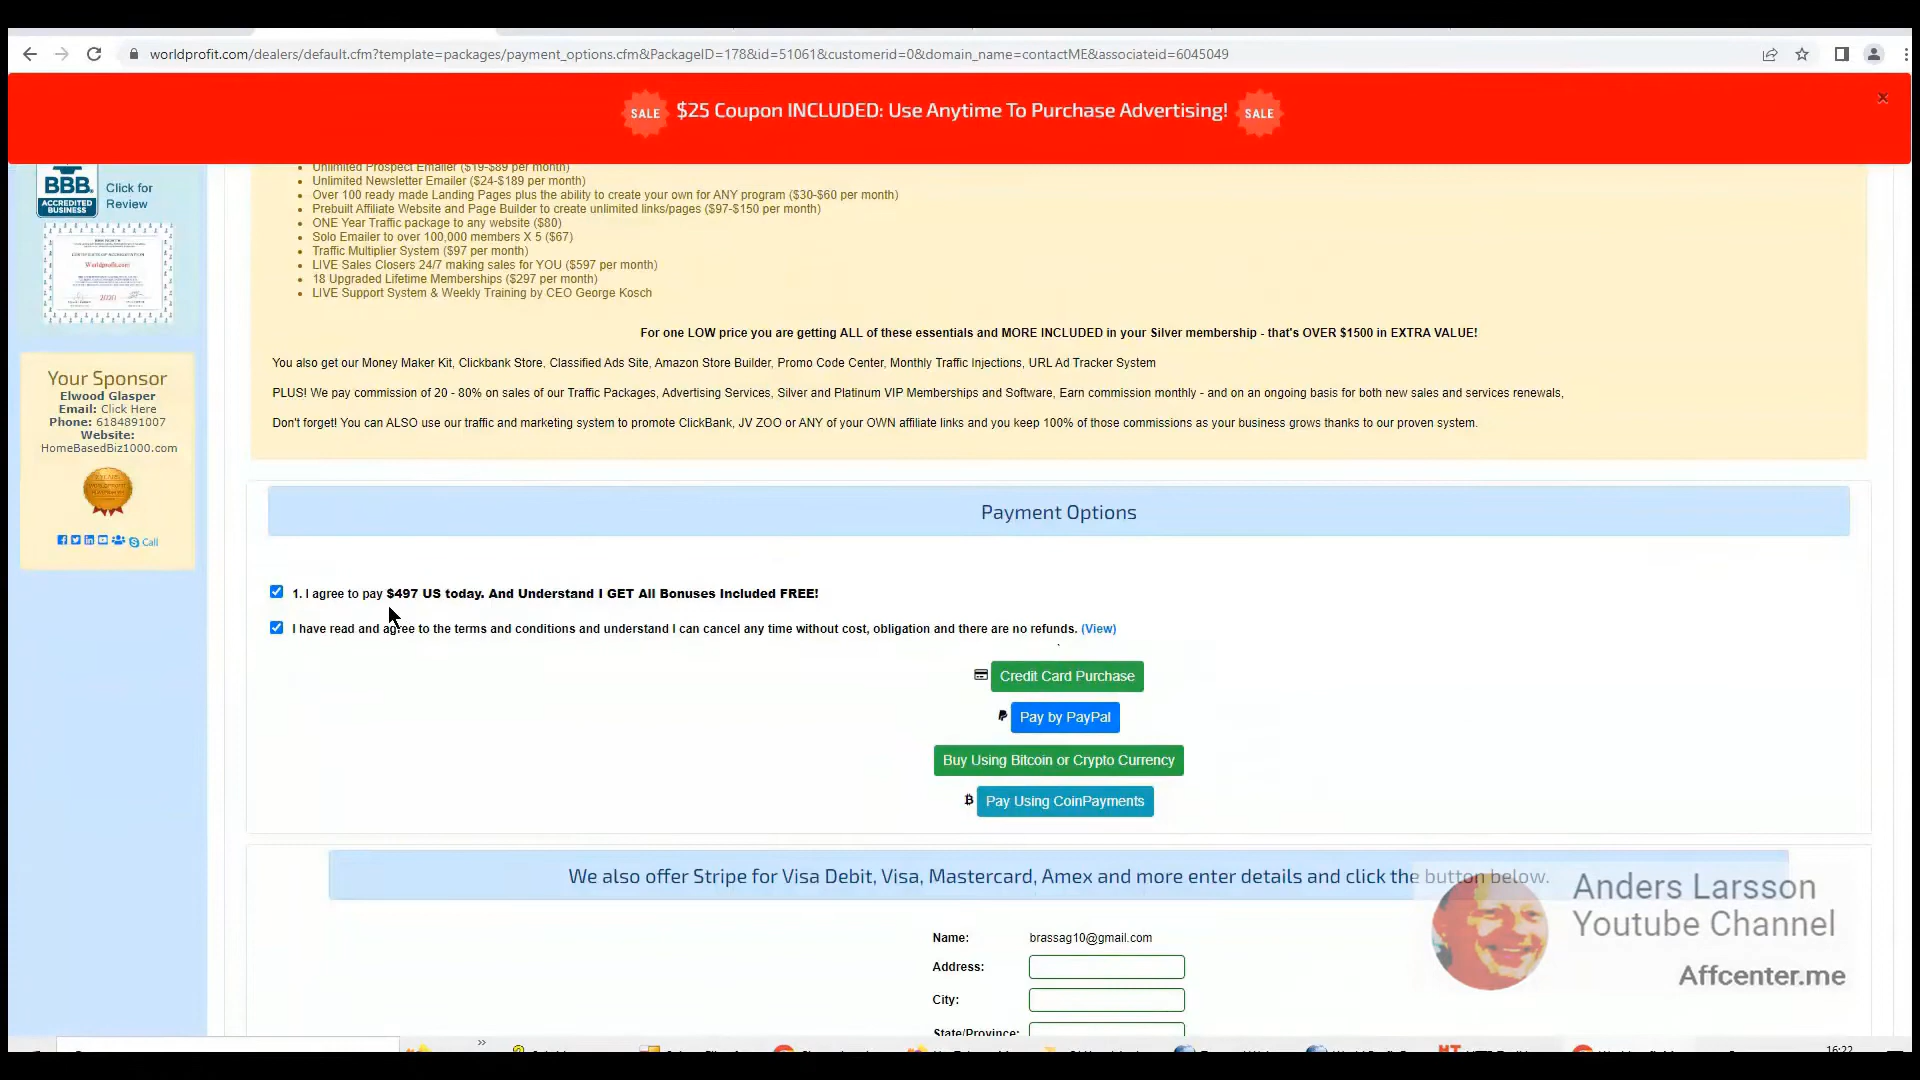 worldprofit.com/dealers/default.cfm?template=packages/payment_options.cfm&PackageID=178&id=51061&customerid=0&domain_name=contactME&associateid=6045049
SALE $25 Coupon INCLUDED: Use Anytime To Purchase Advertising! SALE
BBB.
ACCREDITED
BUSINESS
Click for
Review
Worldprofit.com
2020
Your Sponsor
Elwood Glasper
Email: Click Here
Phone: 6184891007
Website:
HomeBasedBiz1000.com
Call
Unlimited Prospect Emailer ($19-$89 per month)
Unlimited Newsletter Emailer ($24-$189 per month)
Over 100 ready made Landing Pages plus the ability to create your own for ANY program ($30-$60 per month)
Prebuilt Affiliate Website and Page Builder to create unlimited links/pages ($97-$150 per month)
ONE Year Traffic package to any website ($80)
Solo Emailer to over 100,000 members X 5 ($67)
Traffic Multiplier System ($97 per month)
LIVE Sales Closers 24/7 making sales for YOU ($597 per month)
18 Upgraded Lifetime Memberships ($297 per month)
LIVE Support System & Weekly Training by CEO George Kosch
For one LOW price you are getting ALL of these essentials and MORE INCLUDED in your Silver membership - that's OVER $1500 in EXTRA VALUE!
You also get our Money Maker Kit, Clickbank Store, Classified Ads Site, Amazon Store Builder, Promo Code Center, Monthly Traffic Injections, URL Ad Tracker System
PLUS! We pay commission of 20 - 80% on sales of our Traffic Packages, Advertising Services, Silver and Platinum VIP Memberships and Software, Earn commission monthly - and on an ongoing basis for both new sales and services renewals,
Don't forget! You can ALSO use our traffic and marketing system to promote ClickBank, JV ZOO or ANY of your OWN affiliate links and you keep 100% of those commissions as your business grows thanks to our proven system.
Payment Options
1. I agree to pay $497 US today. And Understand I GET All Bonuses Included FREE!
I have read and agree to the terms and conditions and understand I can cancel any time without cost, obligation and there are no refunds. (View)
Credit Card Purchase
Pay by PayPal
Buy Using Bitcoin or Crypto Currency
Pay Using CoinPayments
We also offer Stripe for Visa Debit, Visa, Mastercard, Amex and more enter details and click the button below.
Name: brassag10@gmail.com
Address:
City:
State/Province:
Anders Larsson
Youtube Channel
Affcenter.me
16:22